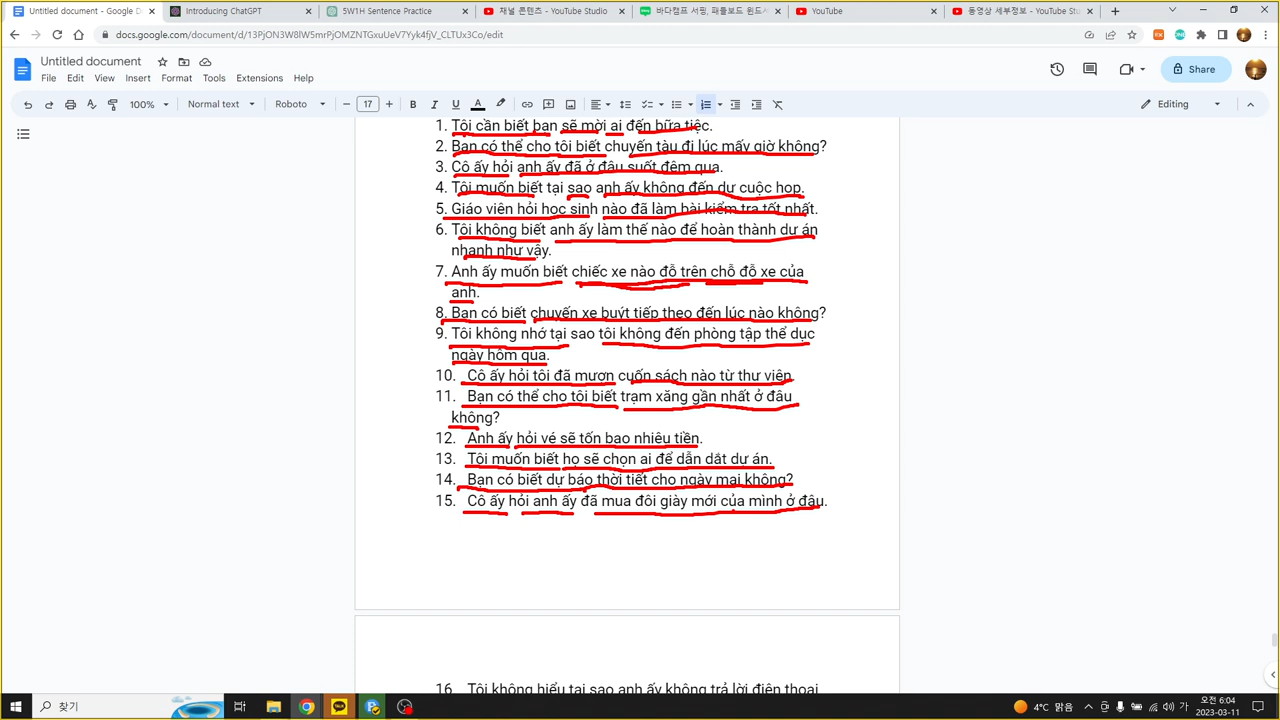 Untitled document - Google D
Introducing ChatGPT
5W1H Sentence Practice
채널 콘텐츠 - YouTube Studio
바다캠프 서핑, 패들보드 윈드서
YouTube
동영상 세부정보 - YouTube Stu
docs.google.com/document/d/13PjON3W8lW5mrPjOMZNTGxuUeV7Yyk4fjV_CLTUx3Co/edit
Untitled document
File Edit View Insert Format Tools Extensions Help
Share
100% Normal text Roboto 17 B I U A Editing
1. Tôi cần biết bạn sẽ mời ai đến bữa tiệc.
2. Bạn có thể cho tôi biết chuyến tàu đi lúc mấy giờ không?
3. Cô ấy hỏi anh ấy đã ở đâu suốt đêm qua.
4. Tôi muốn biết tại sao anh ấy không đến dự cuộc họp.
5. Giáo viên hỏi học sinh nào đã làm bài kiểm tra tốt nhất.
6. Tôi không biết anh ấy làm thế nào để hoàn thành dự án
nhanh như vậy.
7. Anh ấy muốn biết chiếc xe nào đỗ trên chỗ đỗ xe của
anh.
8. Bạn có biết chuyến xe buýt tiếp theo đến lúc nào không?
9. Tôi không nhớ tại sao tôi không đến phòng tập thể dục
ngày hôm qua.
10. Cô ấy hỏi tôi đã mượn cuốn sách nào từ thư viện
11. Bạn có thể cho tôi biết trạm xăng gần nhất ở đâu
không?
12. Anh ấy hỏi vé sẽ tốn bao nhiêu tiền.
13. Tôi muốn biết họ sẽ chọn ai để dẫn dắt dự án.
14. Bạn có biết dự báo thời tiết cho ngày mai không?
15. Cô ấy hỏi anh ấy đã mua đôi giày mới của mình ở đâu.
16. Tôi không hiểu tại sao anh ấy không trả lời điện thoại
찾기
4°C 맑음
가
오전 6:04
2023-03-11